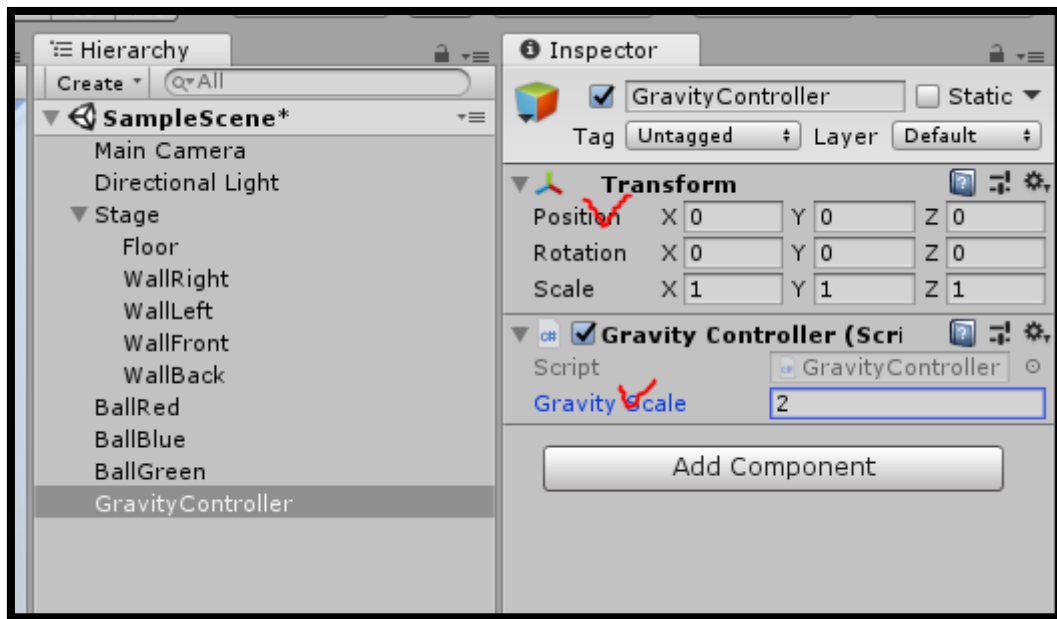 Hierarchy
Create All
SampleScene*
Main Camera
Directional Light
Stage
Floor
WallRight
WallLeft
WallFront
WallBack
BallRed
BallBlue
BallGreen
GravityController
Inspector
GravityController Static
Tag Untagged Layer Default
Transform
Position X 0 Y 0 Z 0
Rotation X 0 Y 0 Z 0
Scale X 1 Y 1 Z 1
C# Gravity Controller (Scri
Script GravityController
Gravity Scale 2
Add Component